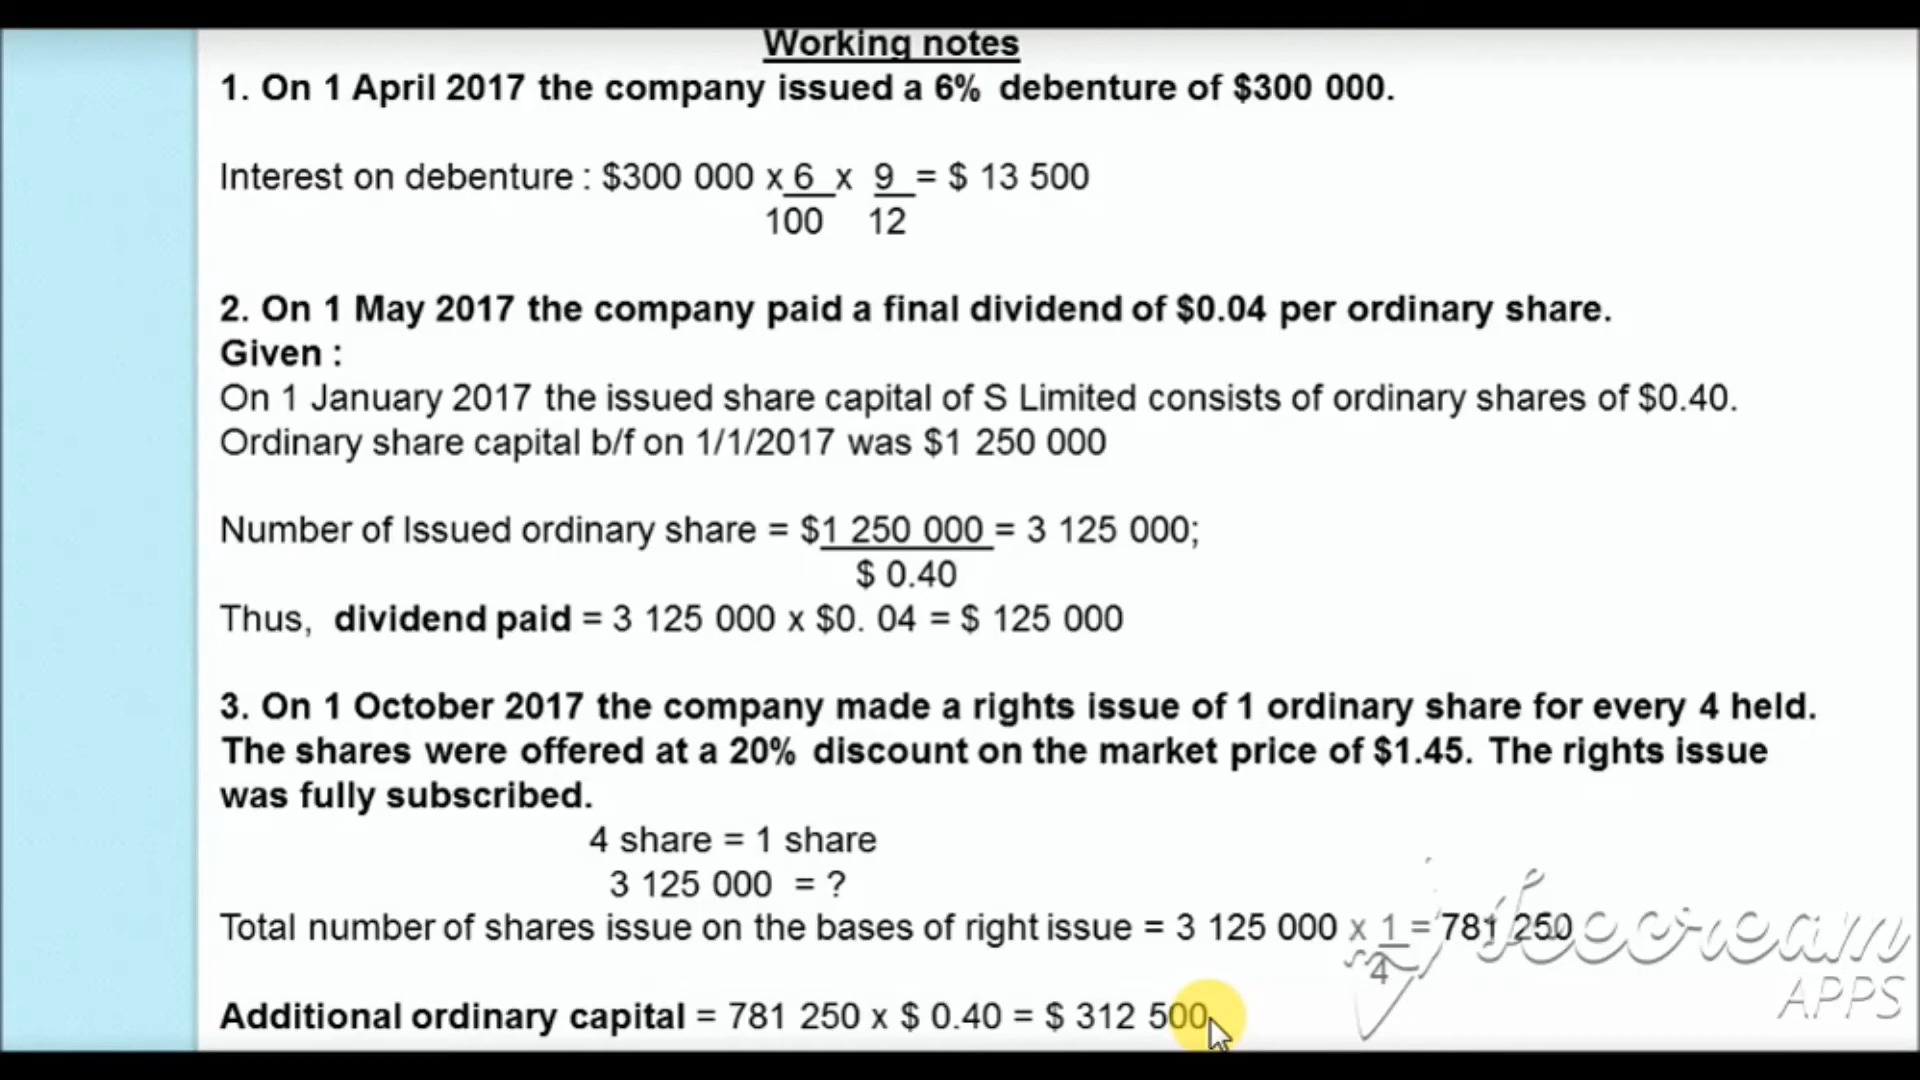 Working notes
1. On 1 April 2017 the company issued a 6% debenture of $300 000.
Interest on debenture : $300 000 x 6 x 9 = $ 13 500
100 12
2. On 1 May 2017 the company paid a final dividend of $0.04 per ordinary share.
Given :
On 1 January 2017 the issued share capital of S Limited consists of ordinary shares of $0.40.
Ordinary share capital b/f on 1/1/2017 was $1 250 000
Number of Issued ordinary share = $1 250 000 = 3 125 000;
$ 0.40
Thus, dividend paid = 3 125 000 x $0. 04 = $ 125 000
3. On 1 October 2017 the company made a rights issue of 1 ordinary share for every 4 held.
The shares were offered at a 20% discount on the market price of $1.45. The rights issue
was fully subscribed.
4 share = 1 share
3 125 000 = ?
Total number of shares issue on the bases of right issue = 3 125 000 x 1 = 781 250
4
Additional ordinary capital = 781 250 x $ 0.40 = $ 312 500
Icecream
APPS